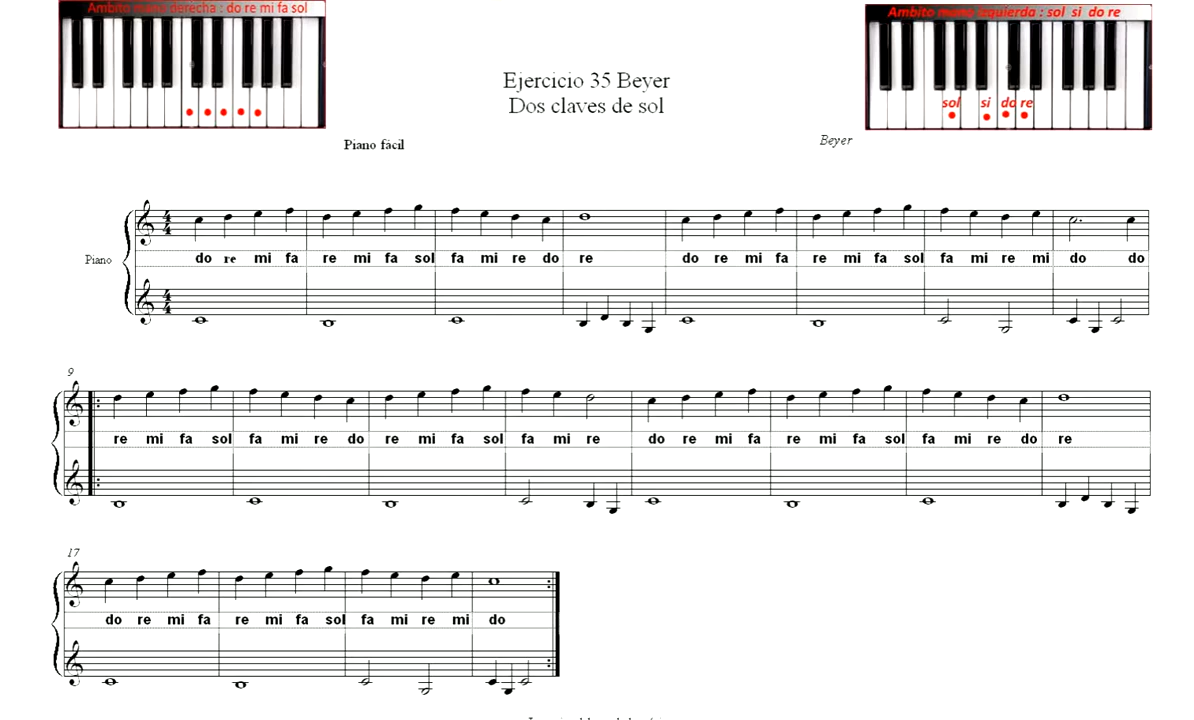 Ambito mano derecha : do re mi fa sol
Ambito mano izquierda : sol si do re
sol si do re
Ejercicio 35 Beyer
Dos claves de sol
Piano fácil
Beyer
4 4
Piano
do re mi fa re mi fa sol fa mi re do re do re mi fa re mi fa sol fa mi re mi do do
4 4
9
re mi fa sol fa mi re do re mi fa sol fa mi re do re mi fa re mi fa sol fa mi re do re
17
do re mi fa re mi fa sol fa mi re mi do